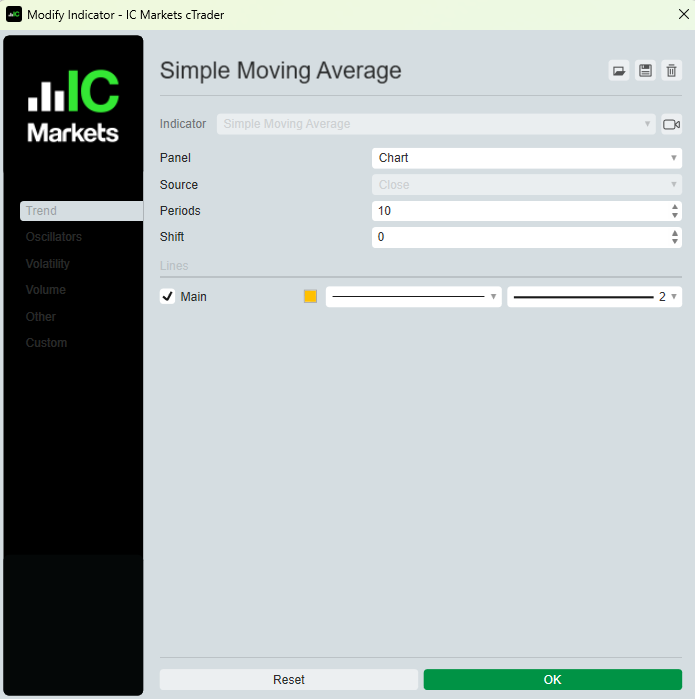 Modify Indicator - IC Markets cTrader
IC
Markets
Trend
Oscillators
Volatility
Volume
Other
Custom
Simple Moving Average
Indicator Simple Moving Average
Panel Chart
Source Close
Periods 10
Shift 0
Lines
Main 2
Reset OK